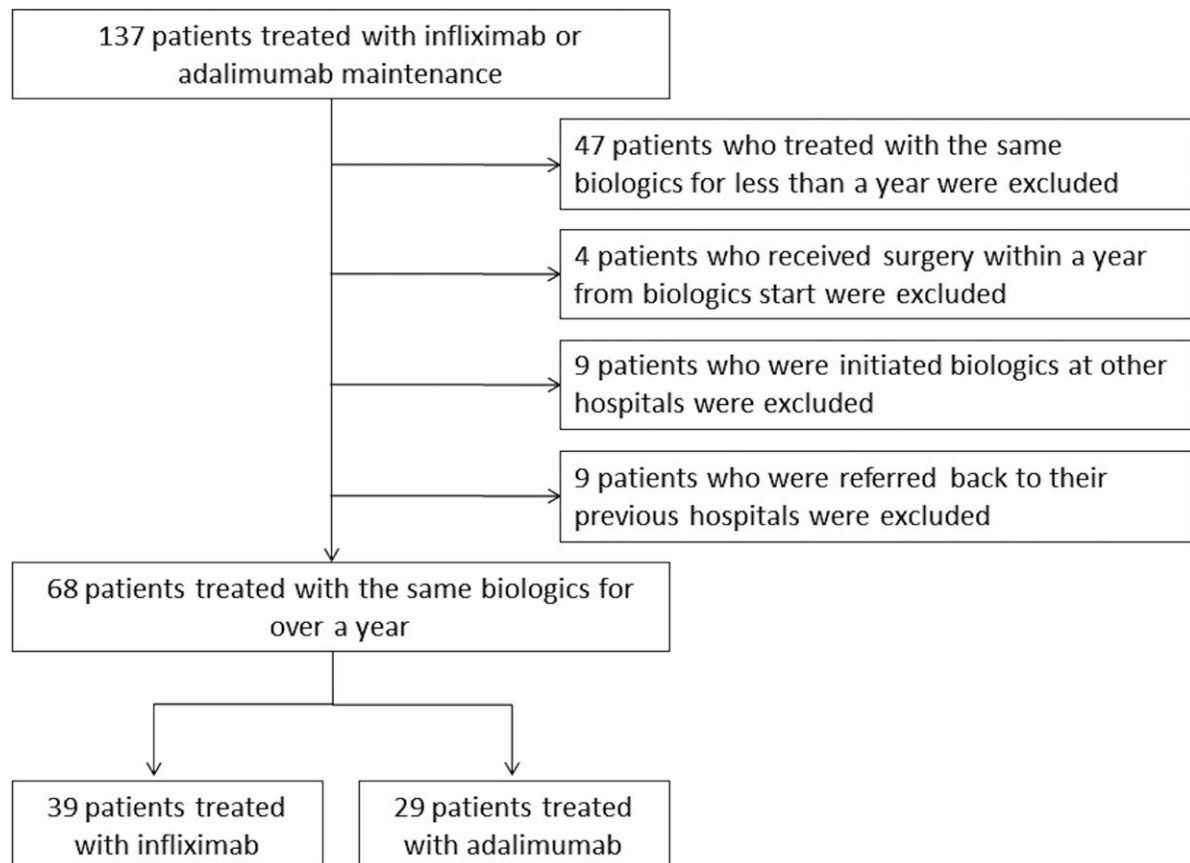 137 patients treated with infliximab or
adalimumab maintenance
47 patients who treated with the same
biologics for less than a year were excluded
4 patients who received surgery within a year
from biologics start were excluded
9 patients who were initiated biologics at other
hospitals were excluded
9 patients who were referred back to their
previous hospitals were excluded
68 patients treated with the same biologics for
over a year
39 patients treated
with infliximab
29 patients treated
with adalimumab